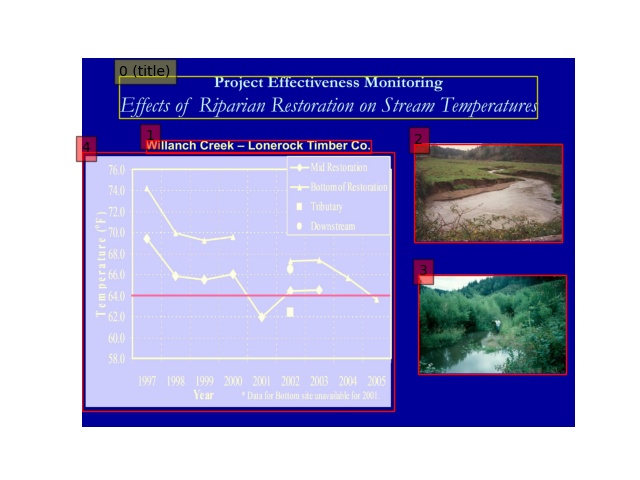 0 (title)
Project Effectiveness Monitoring
Effects of Riparian Restoration on Stream Temperatures
1
Willanch Creek – Lonerock Timber Co.
2
4
76.0
74.0
72.0
70.0
68.0
66.0
64.0
62.0
60.0
58.0
Temperature (°F)
Mid Restoration
Bottom of Restoration
Tributary
Downstream
1997 1998 1999 2000 2001 2002 2003 2004 2005
Year
* Data for Bottom site unavailable for 2001.
3